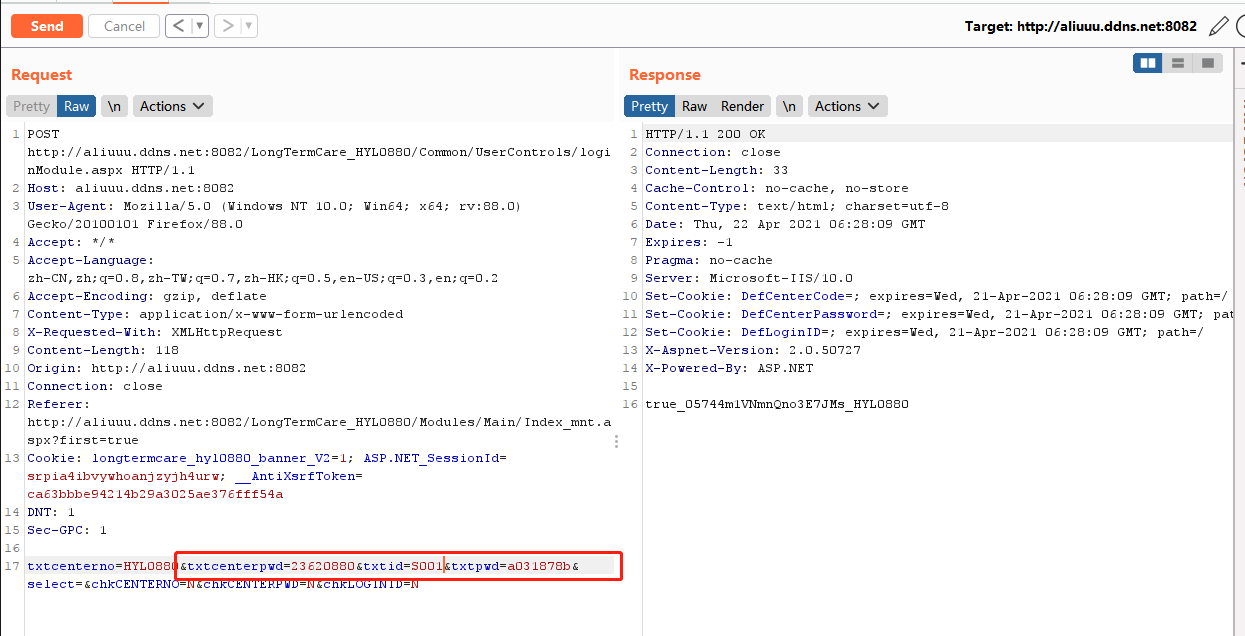 Send Cancel < ▼ > ▼ Target: http://aliuuu.ddns.net:8082
Request
Pretty Raw \n Actions
1 POST
http://aliuuu.ddns.net:8082/LongTermCare_HYL0880/Common/UserControls/logi
nModule.aspx HTTP/1.1
2 Host: aliuuu.ddns.net:8082
3 User-Agent: Mozilla/5.0 (Windows NT 10.0; Win64; x64; rv:88.0)
Gecko/20100101 Firefox/88.0
4 Accept: */*
5 Accept-Language:
zh-CN,zh;q=0.8,zh-TW;q=0.7,zh-HK;q=0.5,en-US;q=0.3,en;q=0.2
6 Accept-Encoding: gzip, deflate
7 Content-Type: application/x-www-form-urlencoded
8 X-Requested-With: XMLHttpRequest
9 Content-Length: 118
10 Origin: http://aliuuu.ddns.net:8082
11 Connection: close
12 Referer:
http://aliuuu.ddns.net:8082/LongTermCare_HYL0880/Modules/Main/Index_mnt.a
spx?first=true
13 Cookie: longtermcare_hyl0880_banner_V2=1; ASP.NET_SessionId=
srpia4ibvywhoanjzyjh4urw; __AntiXsrfToken=
ca63bbbe94214b29a3025ae376fff54a
14 DNT: 1
15 Sec-GPC: 1
16
17 txtcenterno=HYL0880&txtcenterpwd=23620880&txtid=S001&txtpwd=a031878b&
select=&chkCENTERNO=N&chkCENTERPWD=N&chkLOGINID=N
Response
Pretty Raw Render \n Actions
1 HTTP/1.1 200 OK
2 Connection: close
3 Content-Length: 33
4 Cache-Control: no-cache, no-store
5 Content-Type: text/html; charset=utf-8
6 Date: Thu, 22 Apr 2021 06:28:09 GMT
7 Expires: -1
8 Pragma: no-cache
9 Server: Microsoft-IIS/10.0
10 Set-Cookie: DefCenterCode=; expires=Wed, 21-Apr-2021 06:28:09 GMT; path=/
11 Set-Cookie: DefCenterPassword=; expires=Wed, 21-Apr-2021 06:28:09 GMT; pat
12 Set-Cookie: DefLoginID=; expires=Wed, 21-Apr-2021 06:28:09 GMT; path=/
13 X-Aspnet-Version: 2.0.50727
14 X-Powered-By: ASP.NET
15
16 true_05744m1VNmnQno3E7JMs_HYL0880